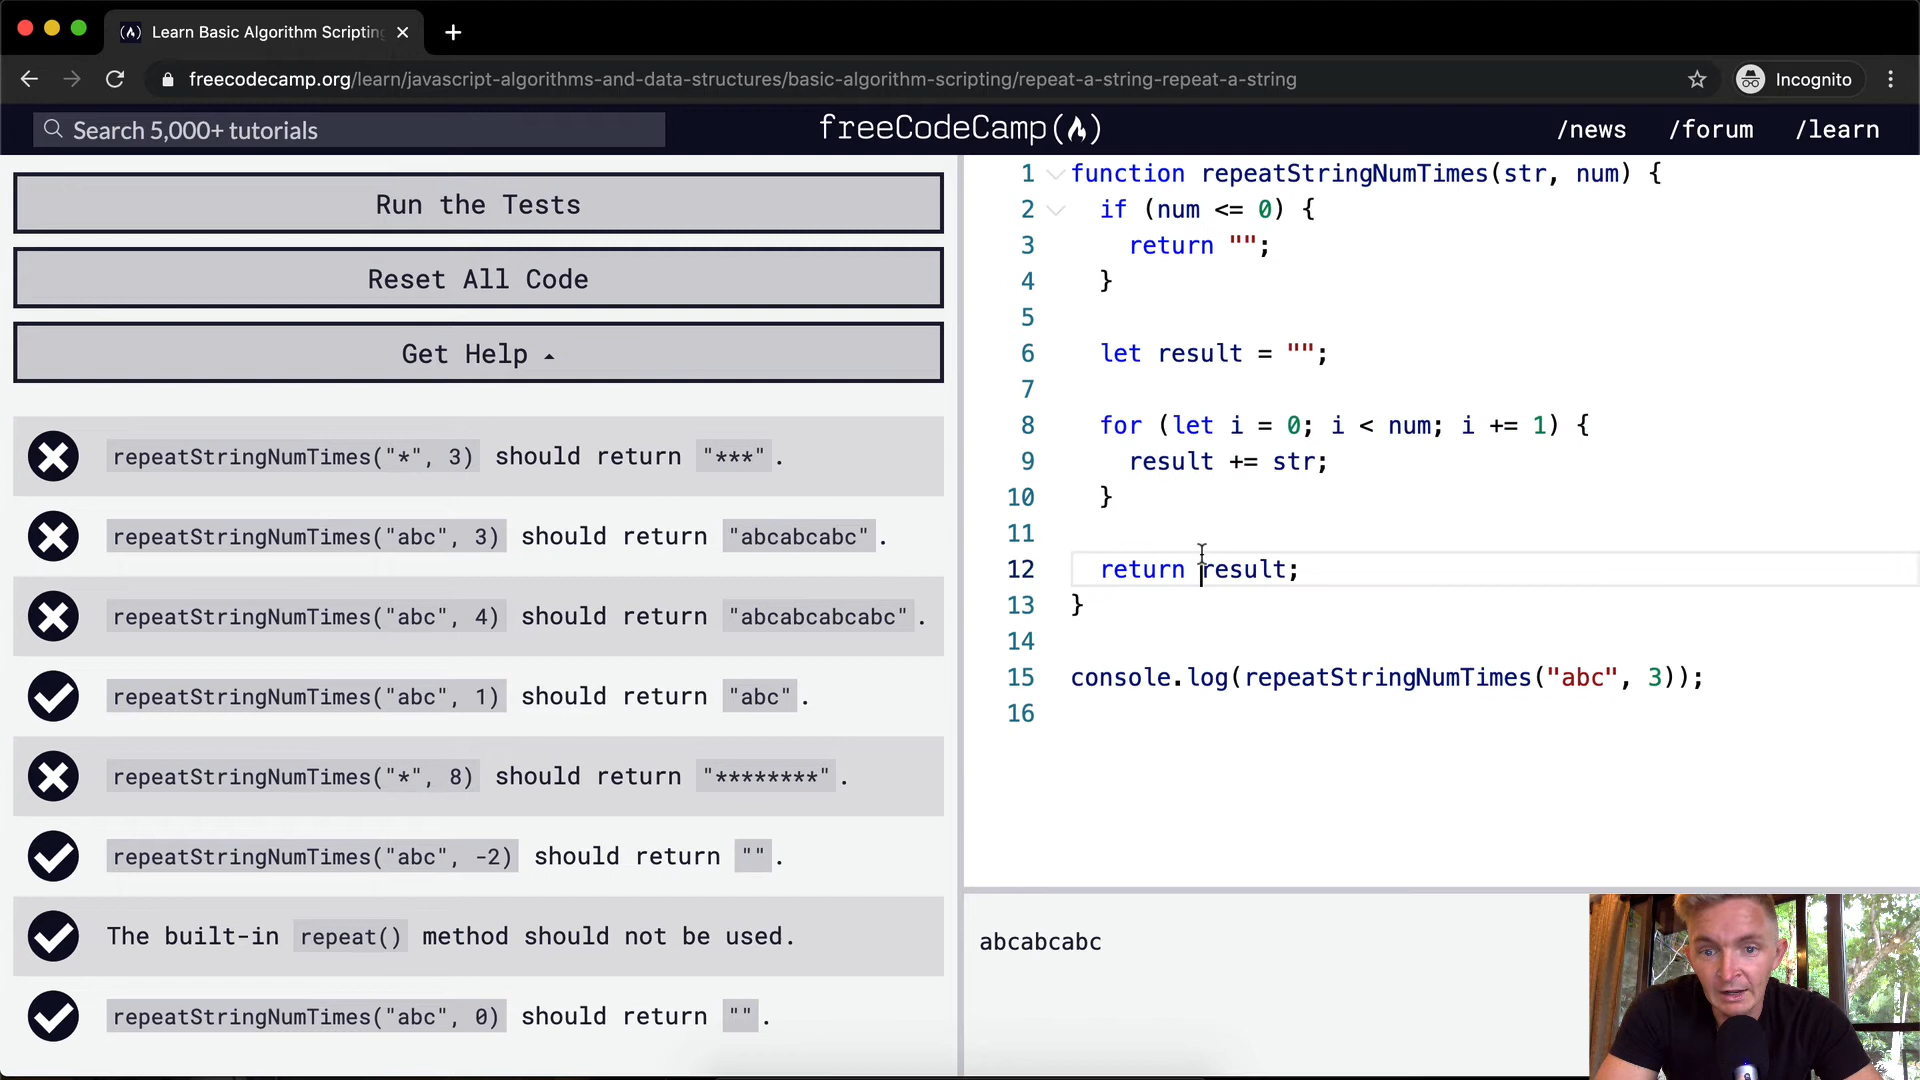 Learn Basic Algorithm Scripting
freecodecamp.org/learn/javascript-algorithms-and-data-structures/basic-algorithm-scripting/repeat-a-string-repeat-a-string
Incognito
Search 5,000+ tutorials
freeCodeCamp
/news /forum /learn
Run the Tests
Reset All Code
Get Help
repeatStringNumTimes("*", 3) should return "***".
repeatStringNumTimes("abc", 3) should return "abcabcabc".
repeatStringNumTimes("abc", 4) should return "abcabcabcabc".
repeatStringNumTimes("abc", 1) should return "abc".
repeatStringNumTimes("*", 8) should return "********".
repeatStringNumTimes("abc", -2) should return "".
The built-in repeat() method should not be used.
repeatStringNumTimes("abc", 0) should return "".
1 function repeatStringNumTimes(str, num) {
2 if (num <= 0) {
3 return "";
4 }
5
6 let result = "";
7
8 for (let i = 0; i < num; i += 1) {
9 result += str;
10 }
11
12 return result;
13 }
14
15 console.log(repeatStringNumTimes("abc", 3));
16
abcabcabc